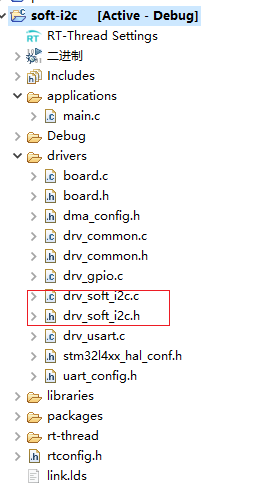 soft-i2c [Active - Debug]
RT-Thread Settings
二进制
Includes
applications
main.c
Debug
drivers
board.c
board.h
dma_config.h
drv_common.c
drv_common.h
drv_gpio.c
drv_soft_i2c.c
drv_soft_i2c.h
drv_usart.c
stm32l4xx_hal_conf.h
uart_config.h
libraries
packages
rt-thread
rtconfig.h
link.lds